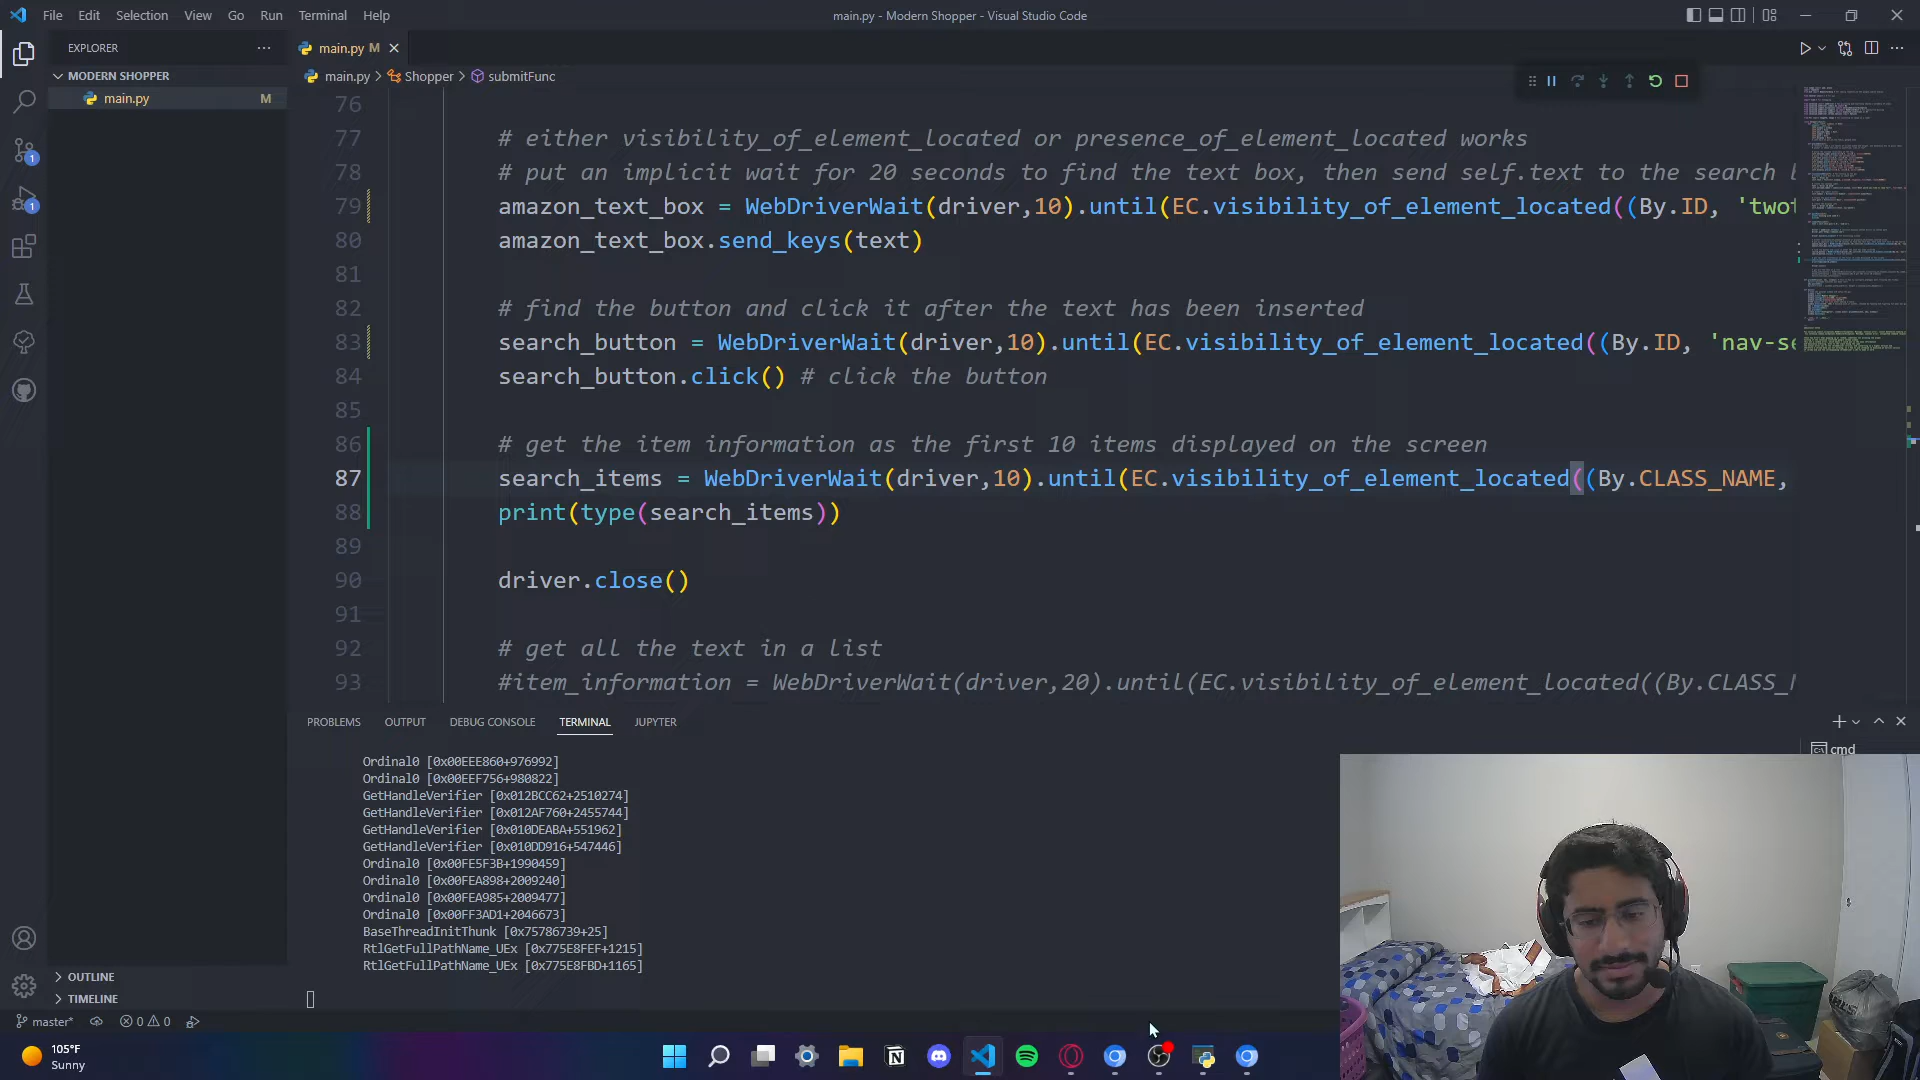 File Edit Selection View Go Run Terminal Help
main.py - Modern Shopper - Visual Studio Code
EXPLORER
MODERN SHOPPER
main.py M
main.py M
main.py > Shopper > submitFunc
76
77 # either visibility_of_element_located or presence_of_element_located works
78 # put an implicit wait for 20 seconds to find the text box, then send self.text to the search b
79 amazon_text_box = WebDriverWait(driver,10).until(EC.visibility_of_element_located((By.ID, 'twot
80 amazon_text_box.send_keys(text)
81
82 # find the button and click it after the text has been inserted
83 search_button = WebDriverWait(driver,10).until(EC.visibility_of_element_located((By.ID, 'nav-se
84 search_button.click() # click the button
85
86 # get the item information as the first 10 items displayed on the screen
87 search_items = WebDriverWait(driver,10).until(EC.visibility_of_element_located((By.CLASS_NAME,
88 print(type(search_items))
89
90 driver.close()
91
92 # get all the text in a list
93 #item_information = WebDriverWait(driver,20).until(EC.visibility_of_element_located((By.CLASS_N
PROBLEMS OUTPUT DEBUG CONSOLE TERMINAL JUPYTER
cmd
Ordinal0 [0x00EEE860+976992]
Ordinal0 [0x00EEF756+980822]
GetHandleVerifier [0x012BCC62+2510274]
GetHandleVerifier [0x012AF760+2455744]
GetHandleVerifier [0x010DEABA+551962]
GetHandleVerifier [0x010DD916+547446]
Ordinal0 [0x00FE5F3B+1990459]
Ordinal0 [0x00FEA898+2009240]
Ordinal0 [0x00FEA985+2009477]
Ordinal0 [0x00FF3AD1+2046673]
BaseThreadInitThunk [0x75786739+25]
RtlGetFullPathName_UEx [0x775E8FEF+1215]
RtlGetFullPathName_UEx [0x775E8FBD+1165]
OUTLINE
TIMELINE
master* 0 0
105°F
Sunny